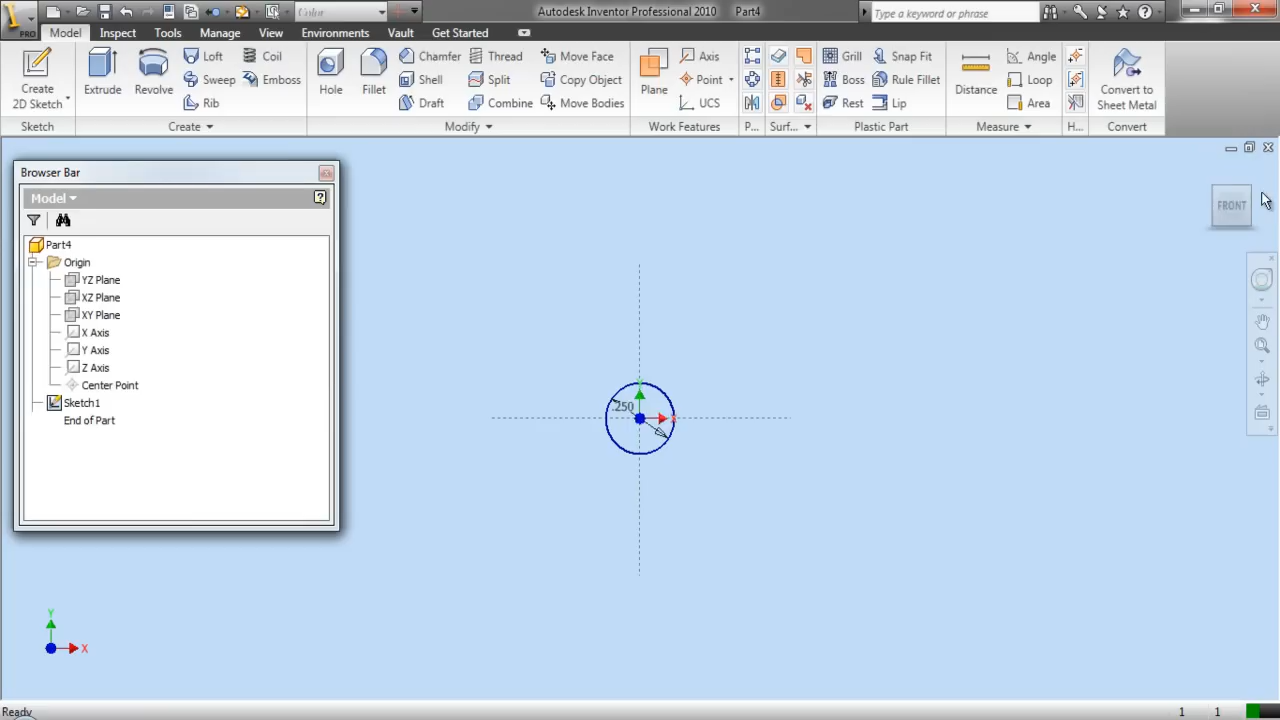 Color
Autodesk Inventor Professional 2010 Part4
Type a keyword or phrase
PRO
Model Inspect Tools Manage View Environments Vault Get Started
Create 2D Sketch
Sketch
Extrude
Revolve
Loft
Sweep
Rib
Coil
Emboss
Create
Hole
Fillet
Chamfer
Shell
Draft
Thread
Split
Combine
Move Face
Copy Object
Move Bodies
Modify
Plane
Axis
Point
UCS
Work Features
P...
Surf...
Grill
Boss
Rest
Snap Fit
Rule Fillet
Lip
Plastic Part
Distance
Angle
Loop
Area
Measure
H...
Convert to Sheet Metal
Convert
Browser Bar
Model
Part4
Origin
YZ Plane
XZ Plane
XY Plane
X Axis
Y Axis
Z Axis
Center Point
Sketch1
End of Part
FRONT
.250
X
Y
X
Ready
1 1